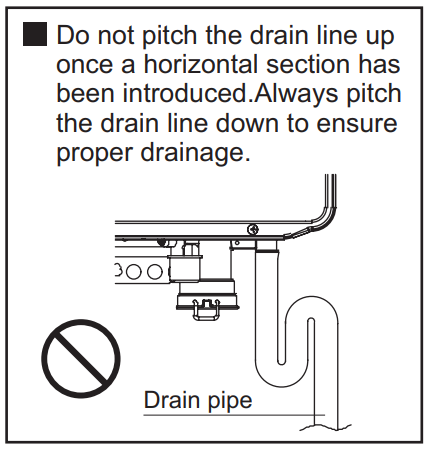 Do not pitch the drain line up
once a horizontal section has
been introduced.Always pitch
the drain line down to ensure
proper drainage.
Drain pipe